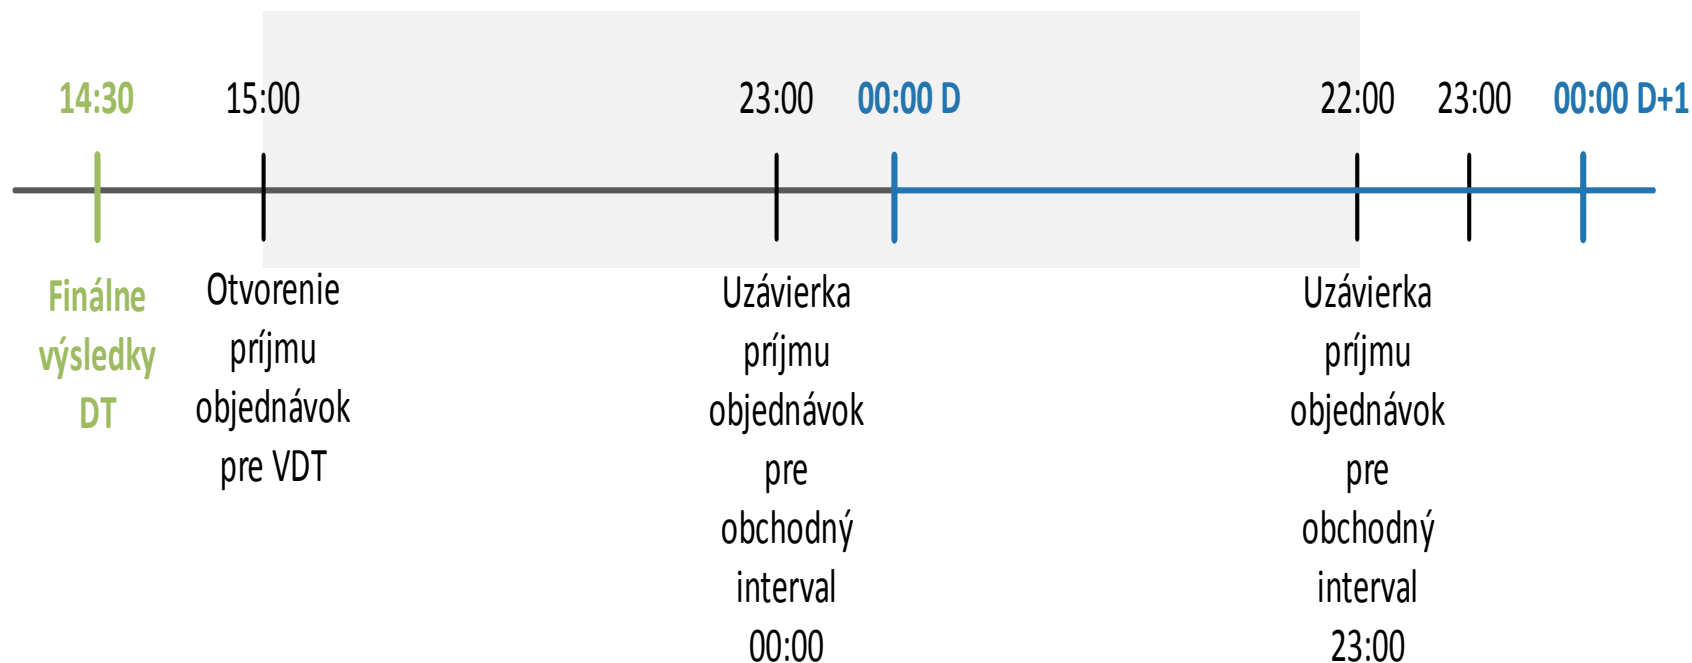 14:30
15:00
23:00
00:00 D
22:00
23:00
00:00 D+1
Finálne
výsledky
DT
Otvorenie
príjmu
objednávok
pre VDT
Uzávierka
príjmu
objednávok
pre
obchodný
interval
00:00
Uzávierka
príjmu
objednávok
pre
obchodný
interval
23:00